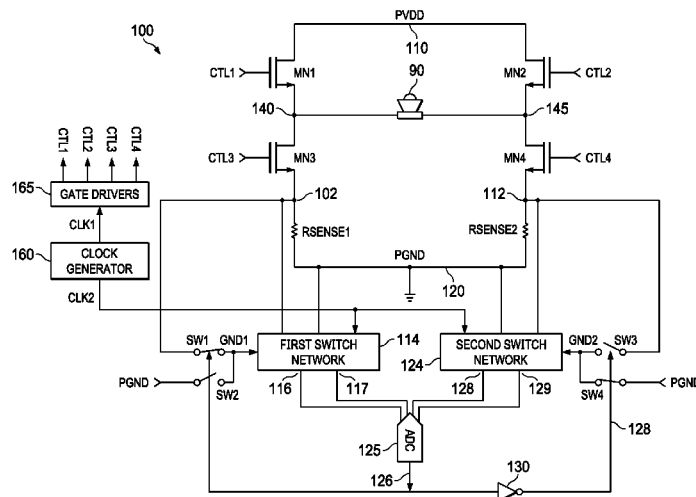 PVDD
110
100
90
CTL1
MN1
MN2
CTL2
140
145
CTL1
CTL2
CTL3
CTL4
CTL3
MN3
MN4
CTL4
165
GATE DRIVERS
102
112
CLK1
RSENSE1
RSENSE2
160
CLOCK
GENERATOR
PGND
120
CLK2
SW1
GND1
FIRST SWITCH
NETWORK
114
SECOND SWITCH
NETWORK
124
GND2
SW3
PGND
SW2
116
117
128
129
SW4
PGND
ADC
125
128
126
130